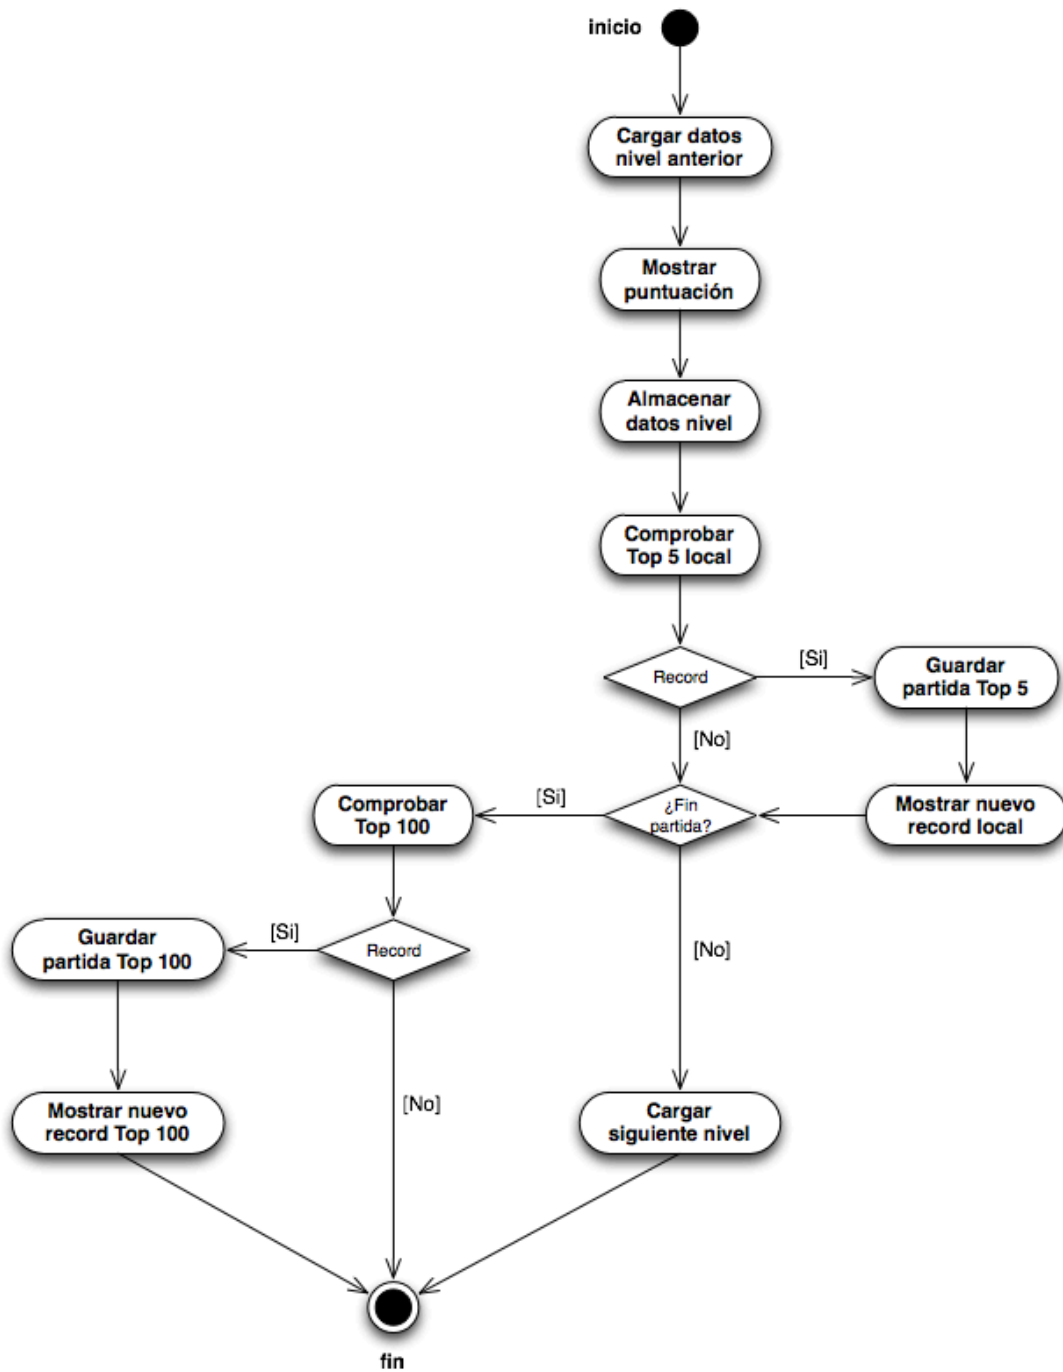 inicio
Cargar datos
nivel anterior
Mostrar
puntuación
Almacenar
datos nivel
Comprobar
Top 5 local
Record
[Si]
Guardar
partida Top 5
[No]
Comprobar
Top 100
[Si]
¿Fin
partida?
Mostrar nuevo
record local
Guardar
partida Top 100
[Si]
Record
[No]
Mostrar nuevo
record Top 100
[No]
Cargar
siguiente nivel
fin